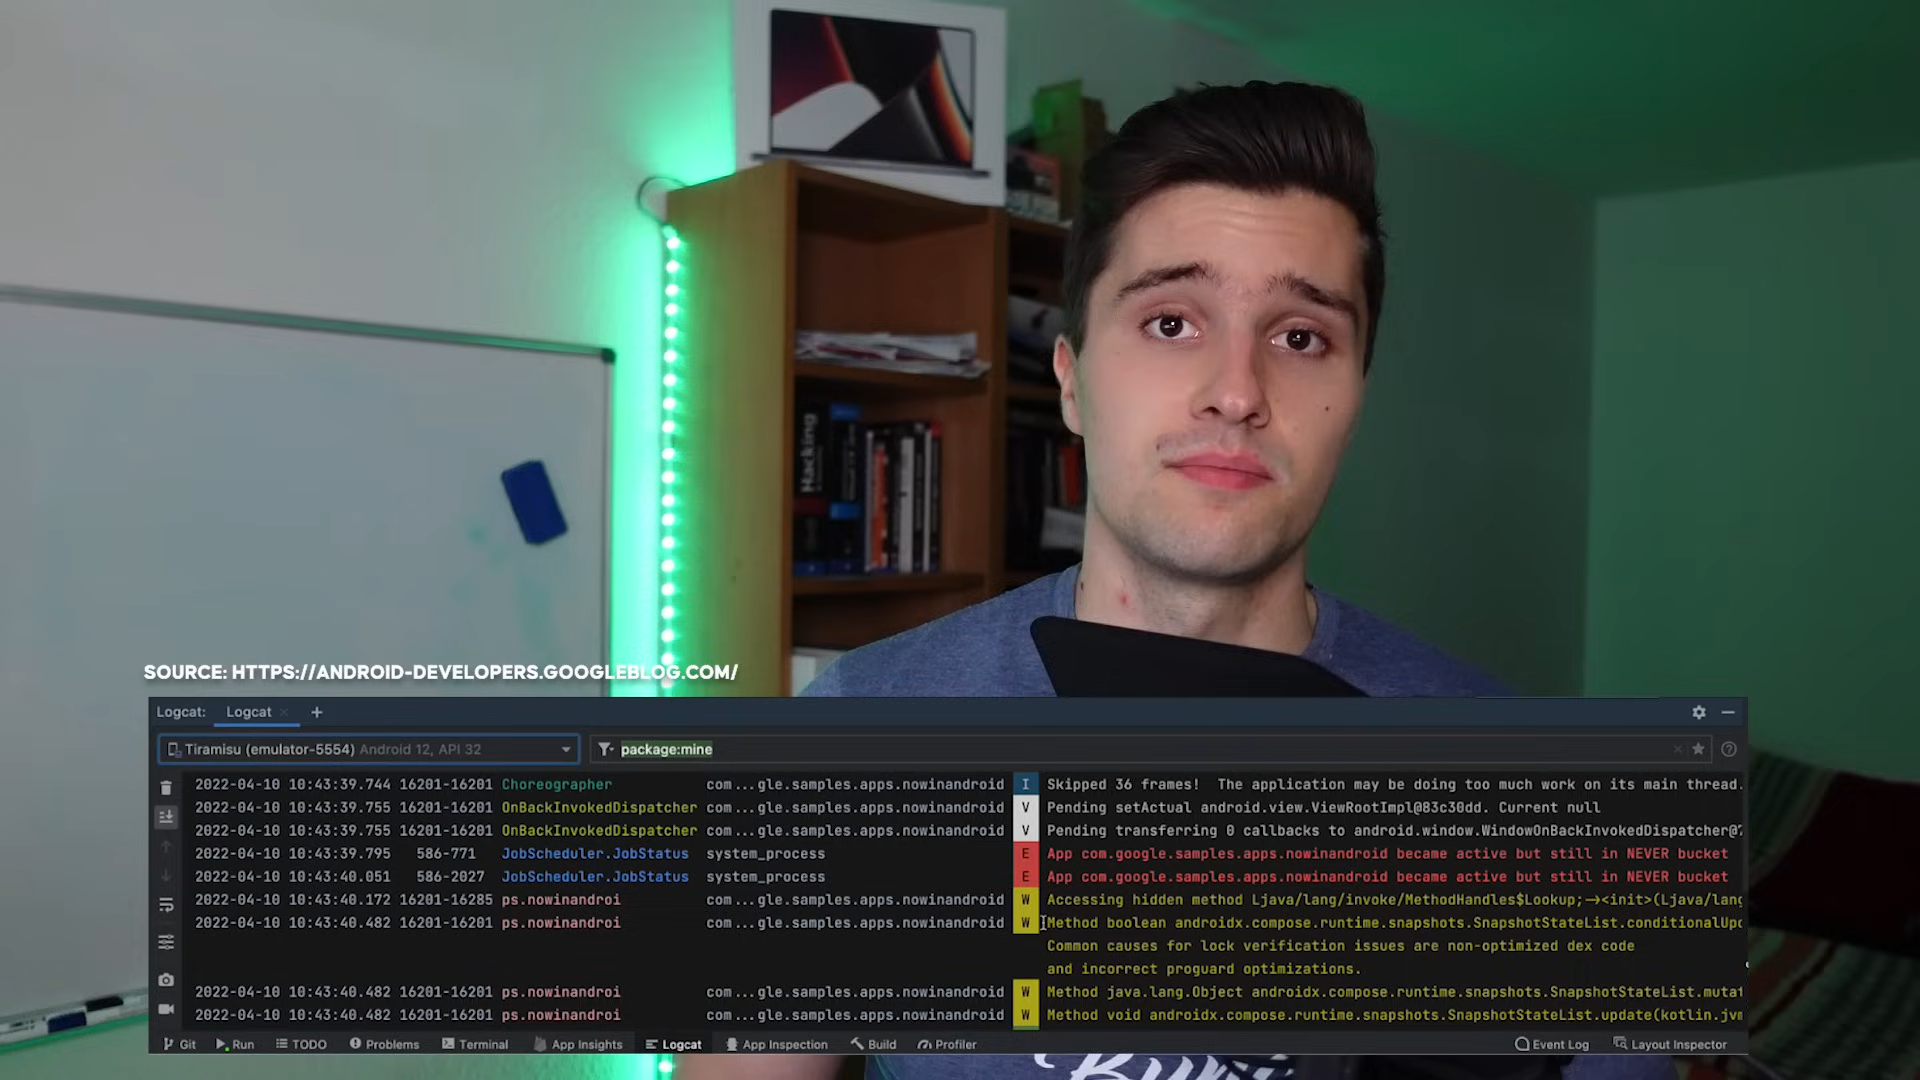 Hacking
SOURCE: HTTPS://ANDROID-DEVELOPERS.GOOGLEBLOG.COM/
Logcat: Logcat × +
Tiramisu (emulator-5554) Android 12, API 32 package:mine
2022-04-10 10:43:39.744 16201-16201 Choreographer com...gle.samples.apps.nowinandroid I Skipped 36 frames! The application may be doing too much work on its main thread.
2022-04-10 10:43:39.755 16201-16201 OnBackInvokedDispatcher com...gle.samples.apps.nowinandroid V Pending setActual android.view.ViewRootImpl@83c30dd. Current null
2022-04-10 10:43:39.755 16201-16201 OnBackInvokedDispatcher com...gle.samples.apps.nowinandroid V Pending transferring 0 callbacks to android.window.WindowOnBackInvokedDispatcher@7
2022-04-10 10:43:39.795 586-771 JobScheduler.JobStatus system_process E App com.google.samples.apps.nowinandroid became active but still in NEVER bucket
2022-04-10 10:43:40.051 586-2027 JobScheduler.JobStatus system_process E App com.google.samples.apps.nowinandroid became active but still in NEVER bucket
2022-04-10 10:43:40.172 16201-16285 ps.nowinandroi com...gle.samples.apps.nowinandroid W Accessing hidden method Ljava/lang/invoke/MethodHandles$Lookup;-><init>(Ljava/lang
2022-04-10 10:43:40.482 16201-16201 ps.nowinandroi com...gle.samples.apps.nowinandroid W Method boolean androidx.compose.runtime.snapshots.SnapshotStateList.conditionalUpd
Common causes for lock verification issues are non-optimized dex code
and incorrect proguard optimizations.
2022-04-10 10:43:40.482 16201-16201 ps.nowinandroi com...gle.samples.apps.nowinandroid W Method java.lang.Object androidx.compose.runtime.snapshots.SnapshotStateList.mutat
2022-04-10 10:43:40.482 16201-16201 ps.nowinandroi com...gle.samples.apps.nowinandroid W Method void androidx.compose.runtime.snapshots.SnapshotStateList.update(kotlin.jvm
Git Run TODO Problems Terminal App Insights Logcat App Inspection Build Profiler Event Log Layout Inspector